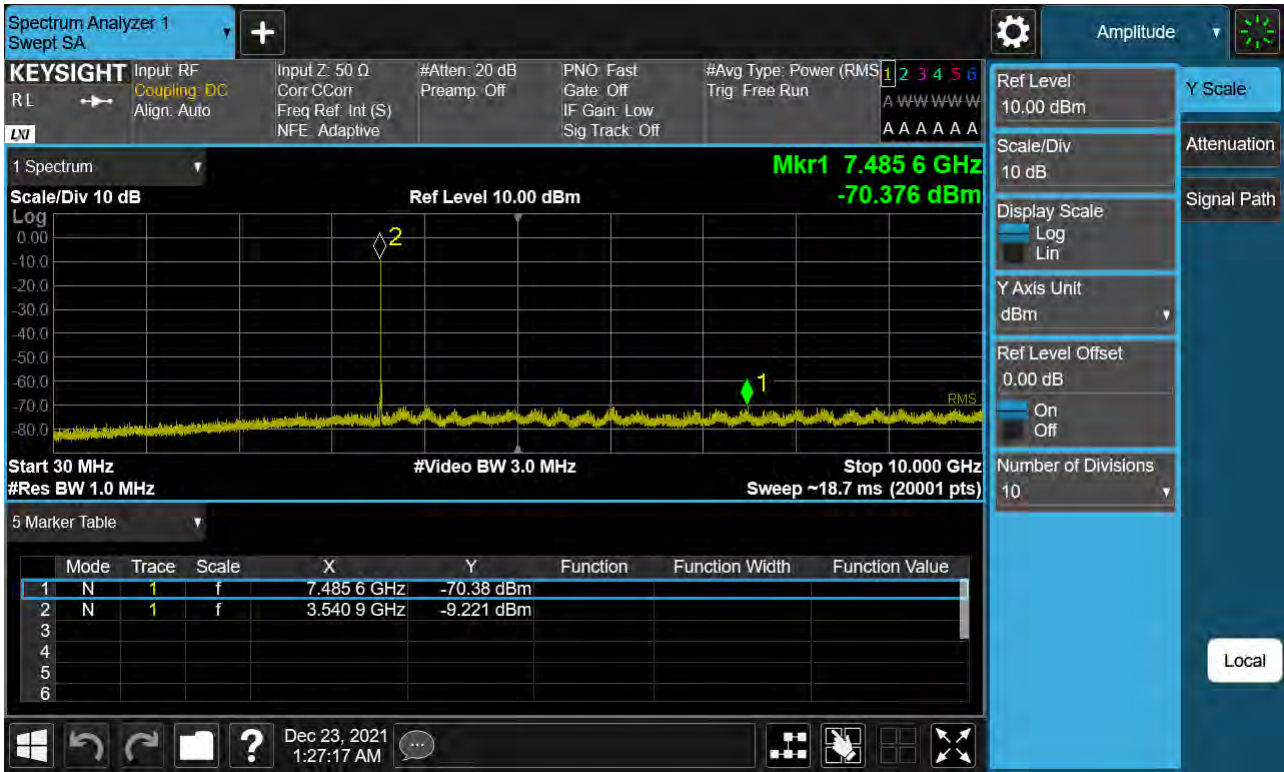 Spectrum Analyzer 1
Swept SA
+
Amplitude
KEYSIGHT
RL
LXI
Input: RF
Coupling: DC
Align: Auto
Input Z: 50 Ω
Corr CCorr
Freq Ref: Int (S)
NFE: Adaptive
#Atten: 20 dB
Preamp: Off
PNO: Fast
Gate: Off
IF Gain: Low
Sig Track: Off
#Avg Type: Power (RMS
Trig: Free Run
1 2 3 4 5 6
A W W W W W
A A A A A A
1 Spectrum
Mkr1 7.485 6 GHz
-70.376 dBm
Scale/Div 10 dB
Ref Level 10.00 dBm
Log
0.00
-10.0
-20.0
-30.0
-40.0
-50.0
-60.0
-70.0
-80.0
2
1
RMS
Start 30 MHz
#Video BW 3.0 MHz
Stop 10.000 GHz
#Res BW 1.0 MHz
Sweep ~18.7 ms (20001 pts)
5 Marker Table
Mode Trace Scale X Y Function Function Width Function Value
1 N 1 f 7.485 6 GHz -70.38 dBm
2 N 1 f 3.540 9 GHz -9.221 dBm
3
4
5
6
Ref Level
10.00 dBm
Scale/Div
10 dB
Display Scale
Log
Lin
Y Axis Unit
dBm
Ref Level Offset
0.00 dB
On
Off
Number of Divisions
10
Y Scale
Attenuation
Signal Path
Local
?
Dec 23, 2021
1:27:17 AM